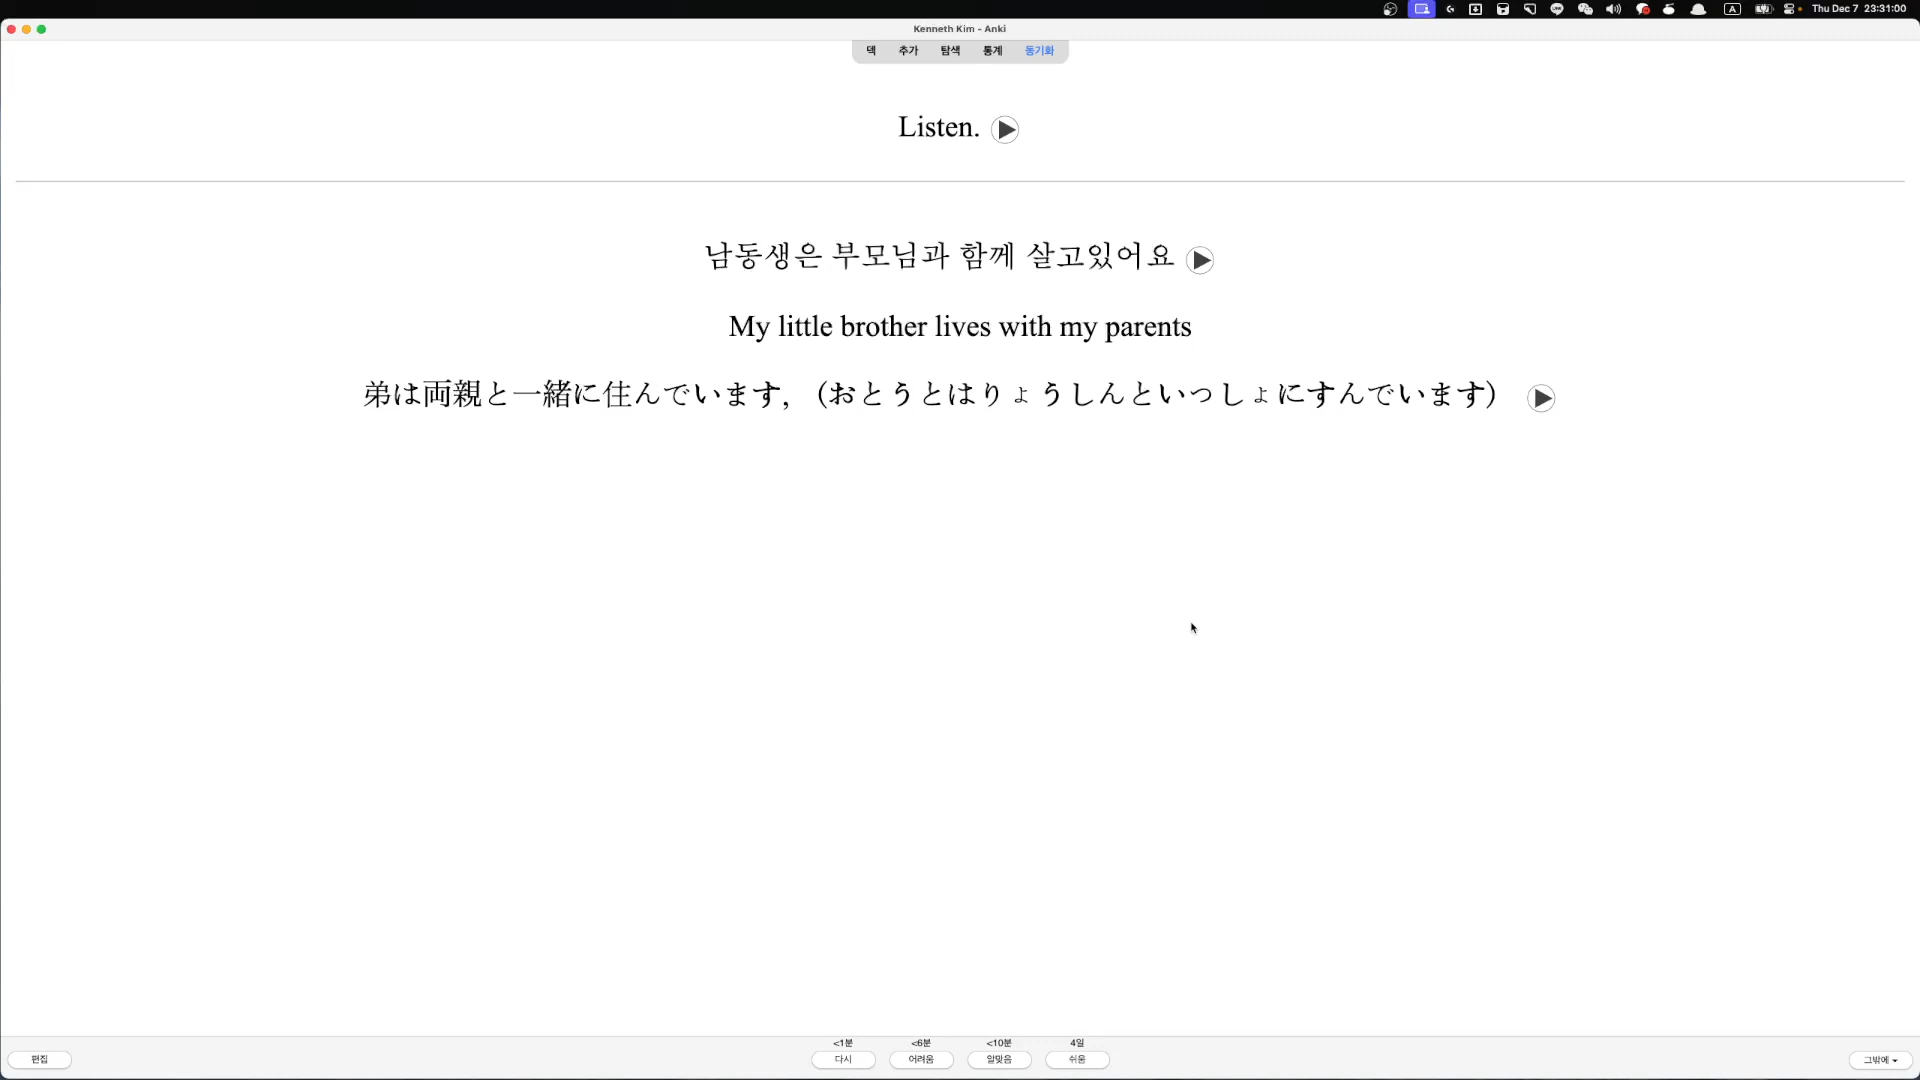 Thu Dec 7 23:31:00
Kenneth Kim - Anki
덱 추가 탐색 통계 동기화
Listen.
남동생은 부모님과 함께 살고있어요
My little brother lives with my parents
弟は両親と一緒に住んでいます，（おとうとはりょうしんといっしょにすんでいます）
<1분 <6분 <10분 4일
편집 다시 어려움 알맞음 쉬움 그밖에